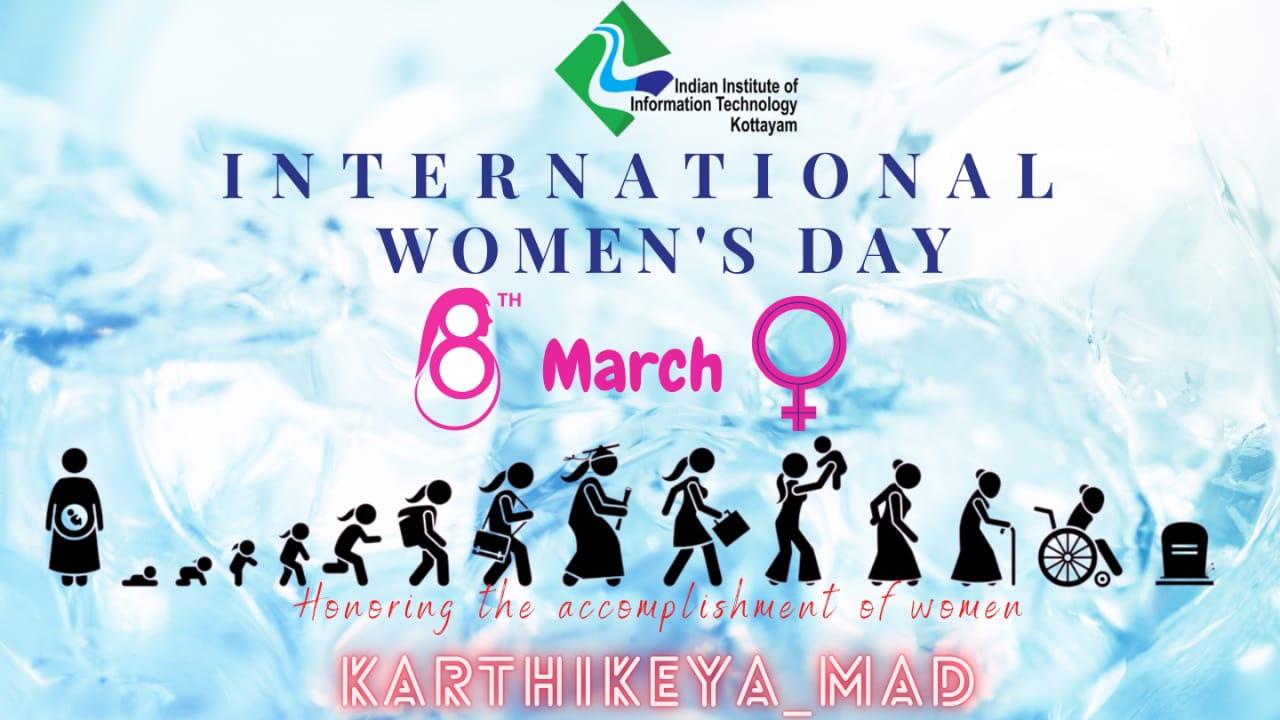 Indian Institute of
Information Technology
Kottayam
INTERNATIONAL
WOMEN'S DAY
8TH March
Honoring the accomplishment of women
KARTHIKEYA_MAD